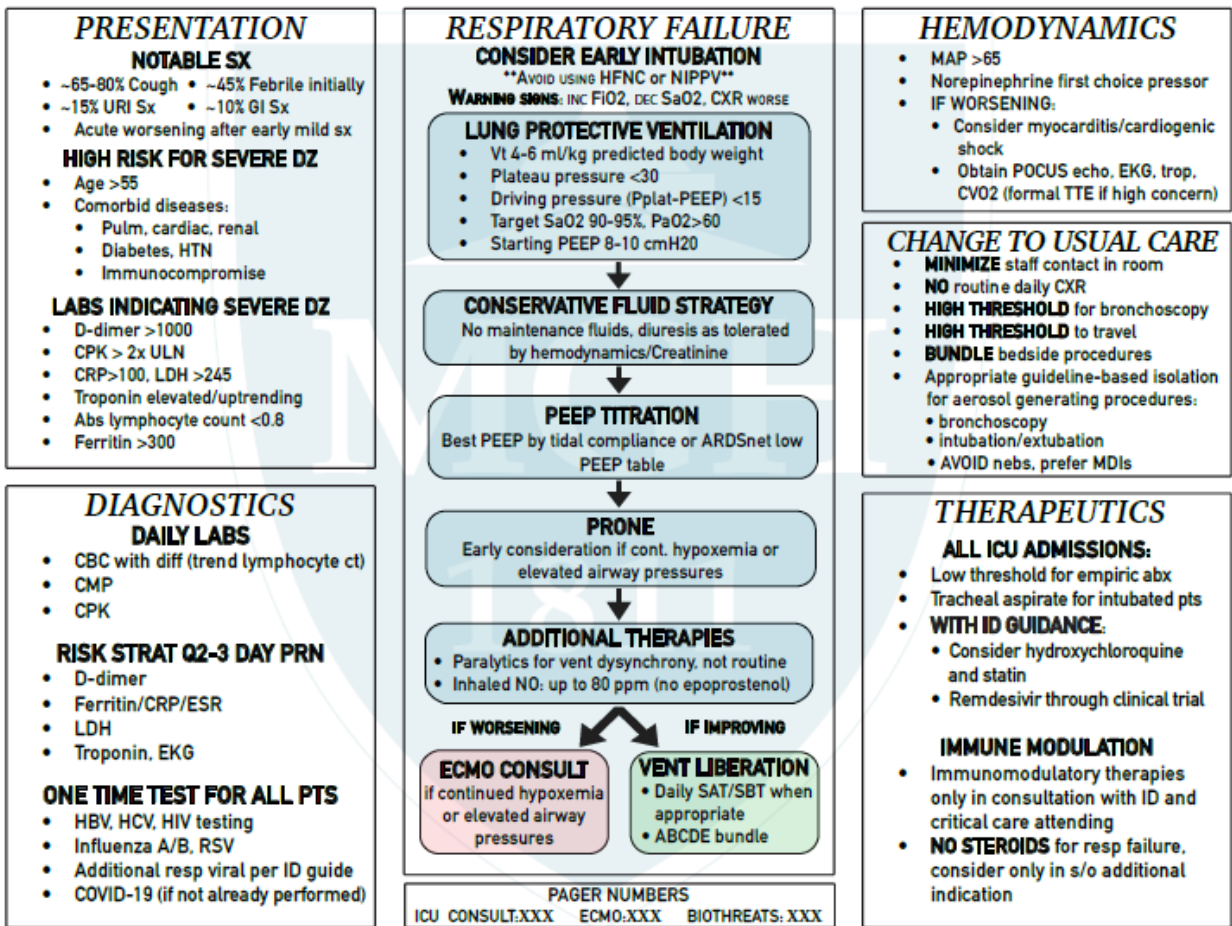 PRESENTATION
NOTABLE SX
• ~65-80% Cough • ~45% Febrile initially
• ~15% URI Sx • ~10% GI Sx
• Acute worsening after early mild sx
HIGH RISK FOR SEVERE DZ
• Age >55
• Comorbid diseases:
• Pulm, cardiac, renal
• Diabetes, HTN
• Immunocompromise
LABS INDICATING SEVERE DZ
• D-dimer >1000
• CPK > 2x ULN
• CRP>100, LDH >245
• Troponin elevated/uptrending
• Abs lymphocyte count <0.8
• Ferritin >300
DIAGNOSTICS
DAILY LABS
• CBC with diff (trend lymphocyte ct)
• CMP
• CPK
RISK STRAT Q2-3 DAY PRN
• D-dimer
• Ferritin/CRP/ESR
• LDH
• Troponin, EKG
ONE TIME TEST FOR ALL PTS
• HBV, HCV, HIV testing
• Influenza A/B, RSV
• Additional resp viral per ID guide
• COVID-19 (if not already performed)
RESPIRATORY FAILURE
CONSIDER EARLY INTUBATION
**AVOID USING HFNC OR NIPPV**
WARNING SIGNS: INC FiO2, DEC SaO2, CXR WORSE
LUNG PROTECTIVE VENTILATION
• Vt 4-6 ml/kg predicted body weight
• Plateau pressure <30
• Driving pressure (Pplat-PEEP) <15
• Target SaO2 90-95%, PaO2>60
• Starting PEEP 8-10 cmH20
CONSERVATIVE FLUID STRATEGY
No maintenance fluids, diuresis as tolerated
by hemodynamics/Creatinine
PEEP TITRATION
Best PEEP by tidal compliance or ARDSnet low
PEEP table
PRONE
Early consideration if cont. hypoxemia or
elevated airway pressures
ADDITIONAL THERAPIES
• Paralytics for vent dysynchrony, not routine
• Inhaled NO: up to 80 ppm (no epoprostenol)
IF WORSENING IF IMPROVING
ECMO CONSULT
if continued hypoxemia
or elevated airway
pressures
VENT LIBERATION
• Daily SAT/SBT when
appropriate
• ABCDE bundle
PAGER NUMBERS
ICU CONSULT:XXX ECMO:XXX BIOTHREATS: XXX
HEMODYNAMICS
• MAP >65
• Norepinephrine first choice pressor
• IF WORSENING:
• Consider myocarditis/cardiogenic
shock
• Obtain POCUS echo, EKG, trop,
CVO2 (formal TTE if high concern)
CHANGE TO USUAL CARE
• MINIMIZE staff contact in room
• NO routine daily CXR
• HIGH THRESHOLD for bronchoscopy
• HIGH THRESHOLD to travel
• BUNDLE bedside procedures
• Appropriate guideline-based isolation
for aerosol generating procedures:
• bronchoscopy
• intubation/extubation
• AVOID nebs, prefer MDIs
THERAPEUTICS
ALL ICU ADMISSIONS:
• Low threshold for empiric abx
• Tracheal aspirate for intubated pts
• WITH ID GUIDANCE:
• Consider hydroxychloroquine
and statin
• Remdesivir through clinical trial
IMMUNE MODULATION
• Immunomodulatory therapies
only in consultation with ID and
critical care attending
• NO STEROIDS for resp failure,
consider only in s/o additional
indication
MGH
1811